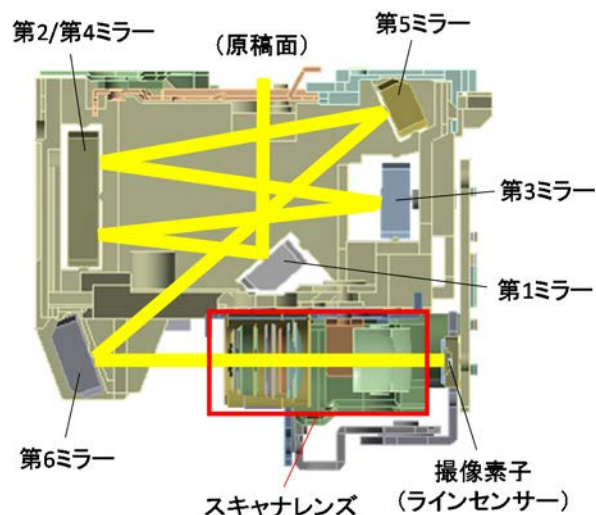 第2/第4ミラー
（原稿面）
第5ミラー
第3ミラー
第1ミラー
第6ミラー
スキャナレンズ
撮像素子
（ラインセンサー）